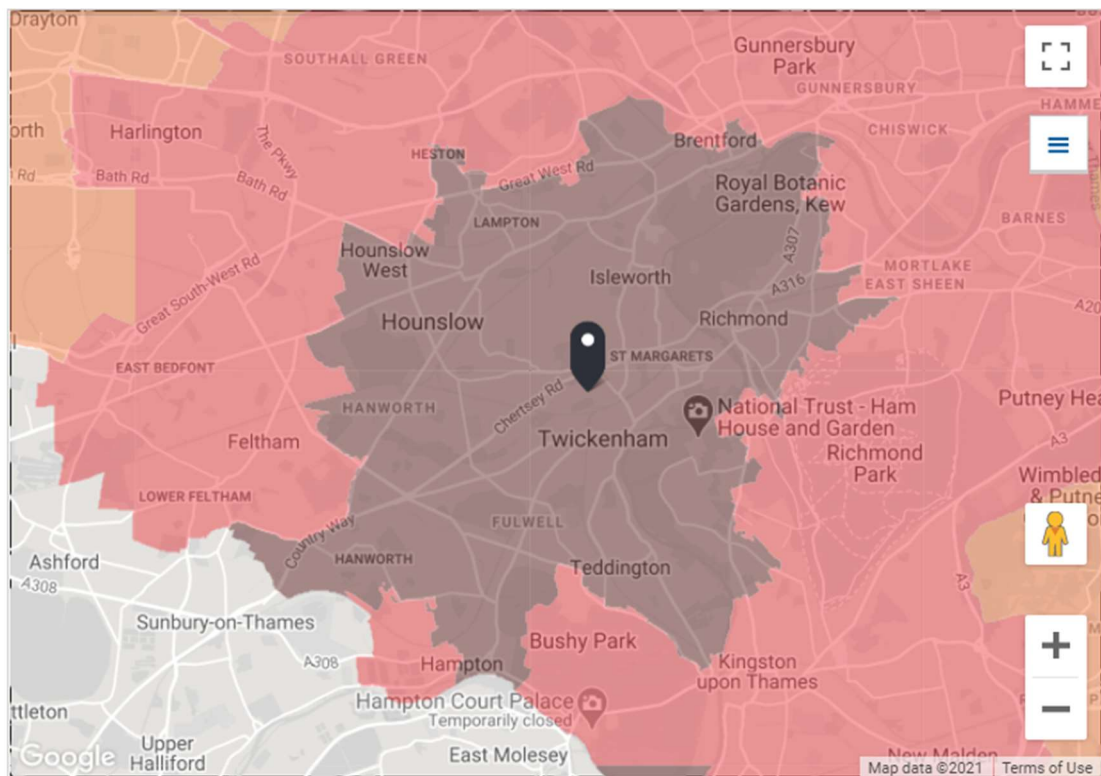 Drayton
SOUTHALL GREEN
Gunnersbury
Park
GUNNERSBURY
HAMME
orth
Harlington
The Pkwy
CHISWICK
HESTON
Brentford
Rd
Bath Rd
Bath Rd
Great West Rd
Royal Botanic
Gardens, Kew
Thames
LAMPTON
BARNES
Hounslow
West
A307
Isleworth
MORTLAKE
Great South-West Rd
A316
EAST SHEEN
A20
Hounslow
Richmond
ST MARGARETS
EAST BEDFONT
Chertsey Rd
HANWORTH
National Trust - Ham
House and Garden
Putney Hea
Feltham
Twickenham
A3
Richmond
Park
Wimbled
& Putne
LOWER FELTHAM
Country Way
FULWELL
Ashford
HANWORTH
Teddington
A308
A3
Sunbury-on-Thames
Bushy Park
A308
Hampton
Kingston
upon Thames
Hampton Court Palace
Temporarily closed
ttleton
Upper
Halliford
East Molesey
New Malden
Google
Map data ©2021
Terms of Use